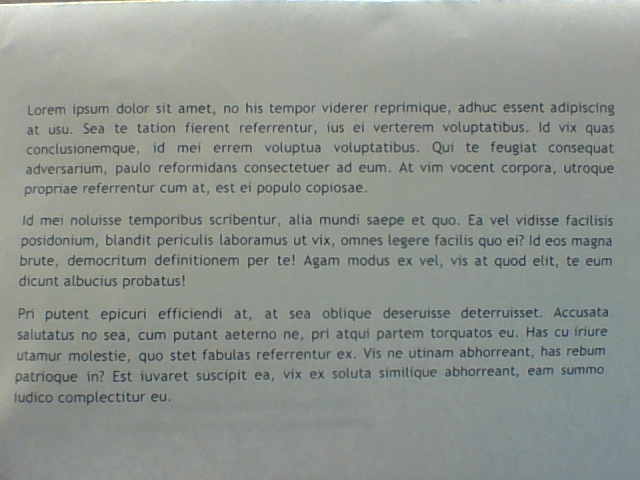 Lorem ipsum dolor sit amet, no his tempor viderer reprimique, adhuc essent adipiscing
at usu. Sea te tation fierent referrentur, ius ei verterem voluptatibus. Id vix quas
conclusionemque, id mei errem voluptua voluptatibus. Qui te feugiat consequat
adversarium, paulo reformidans consectetuer ad eum. At vim vocent corpora, utroque
propriae referrentur cum at, est ei populo copiosae.
Id mei noluisse temporibus scribentur, alia mundi saepe et quo. Ea vel vidisse facilisis
posidonium, blandit periculis laboramus ut vix, omnes legere facilis quo ei? Id eos magna
brute, democritum definitionem per te! Agam modus ex vel, vis at quod elit, te eum
dicunt albucius probatus!
Pri putent epicuri efficiendi at, at sea oblique deseruisse deterruisset. Accusata
salutatus no sea, cum putant aeterno ne, pri atqui partem torquatos eu. Has cu iriure
utamur molestie, quo stet fabulas referrentur ex. Vis ne utinam abhorreant, has rebum
patrioque in? Est iuvaret suscipit ea, vix ex soluta similique abhorreant, eam summo
iudico complectitur eu.